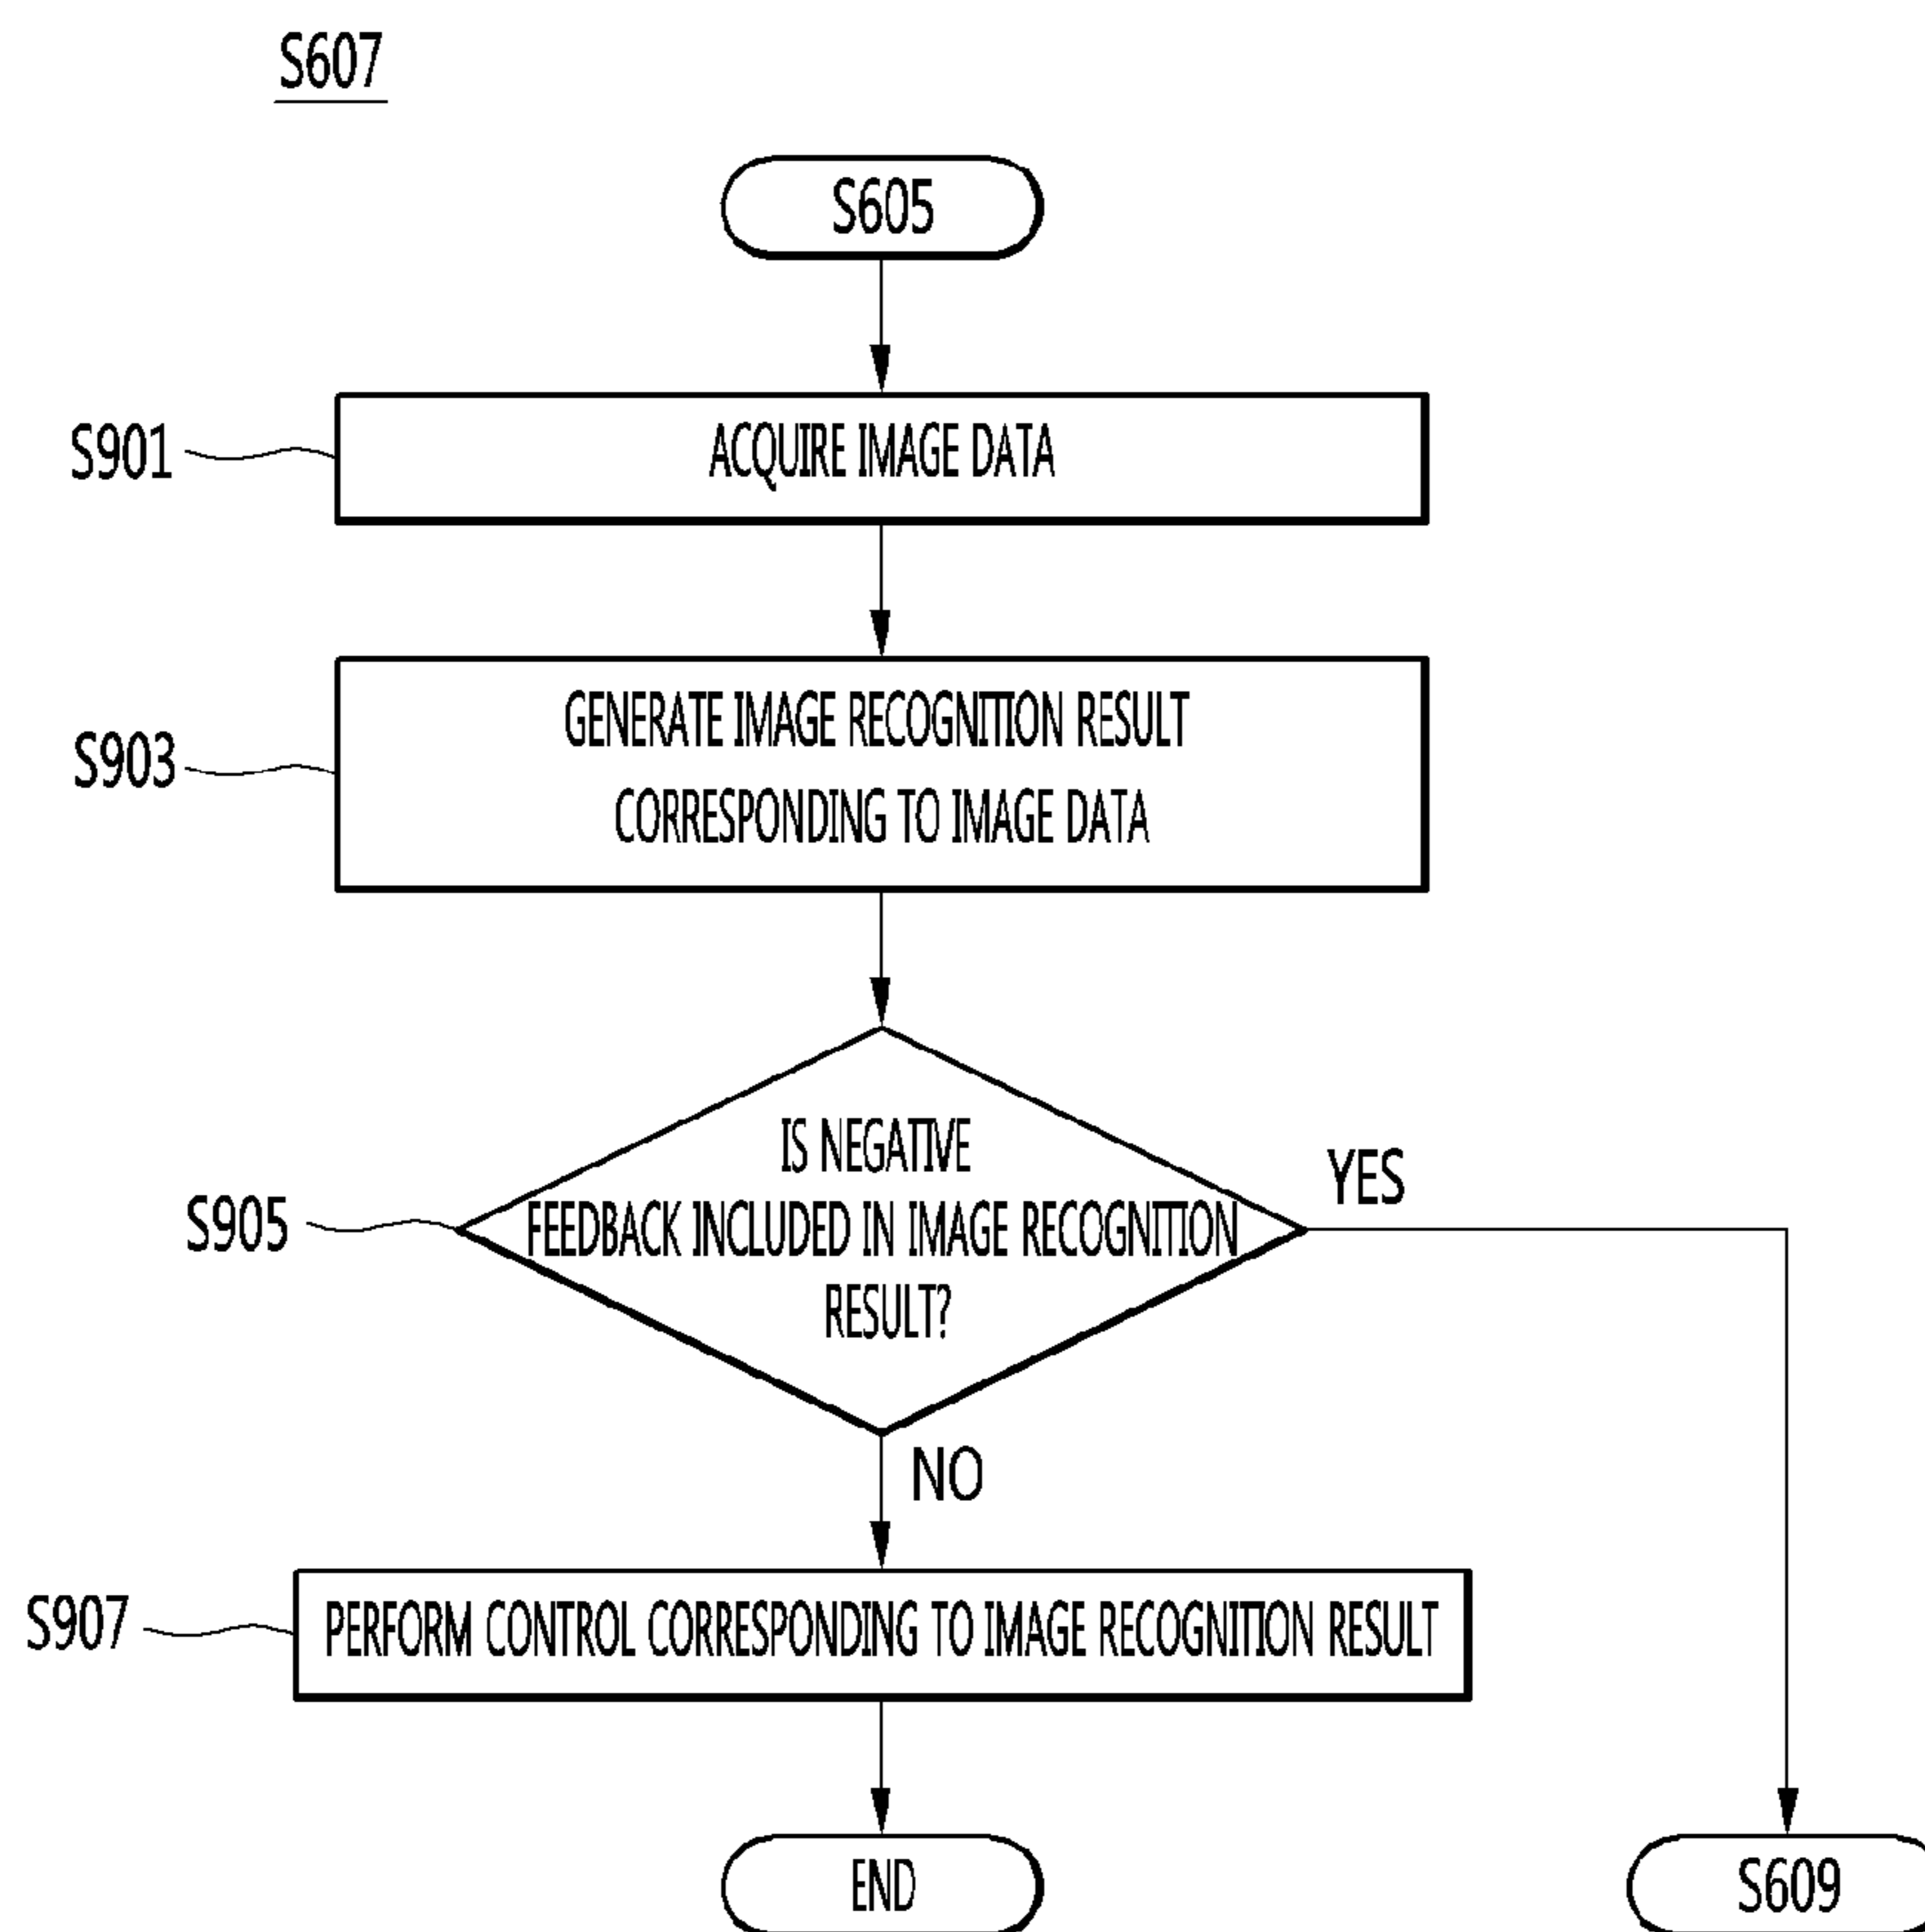 S607
S605
S901
ACQUIRE IMAGE DATA
S903
GENERATE IMAGE RECOGNITION RESULT
CORRESPONDING TO IMAGE DATA
S905
IS NEGATIVE
FEEDBACK INCLUDED IN IMAGE RECOGNITION
RESULT?
YES
NO
S907
PERFORM CONTROL CORRESPONDING TO IMAGE RECOGNITION RESULT
END
S609